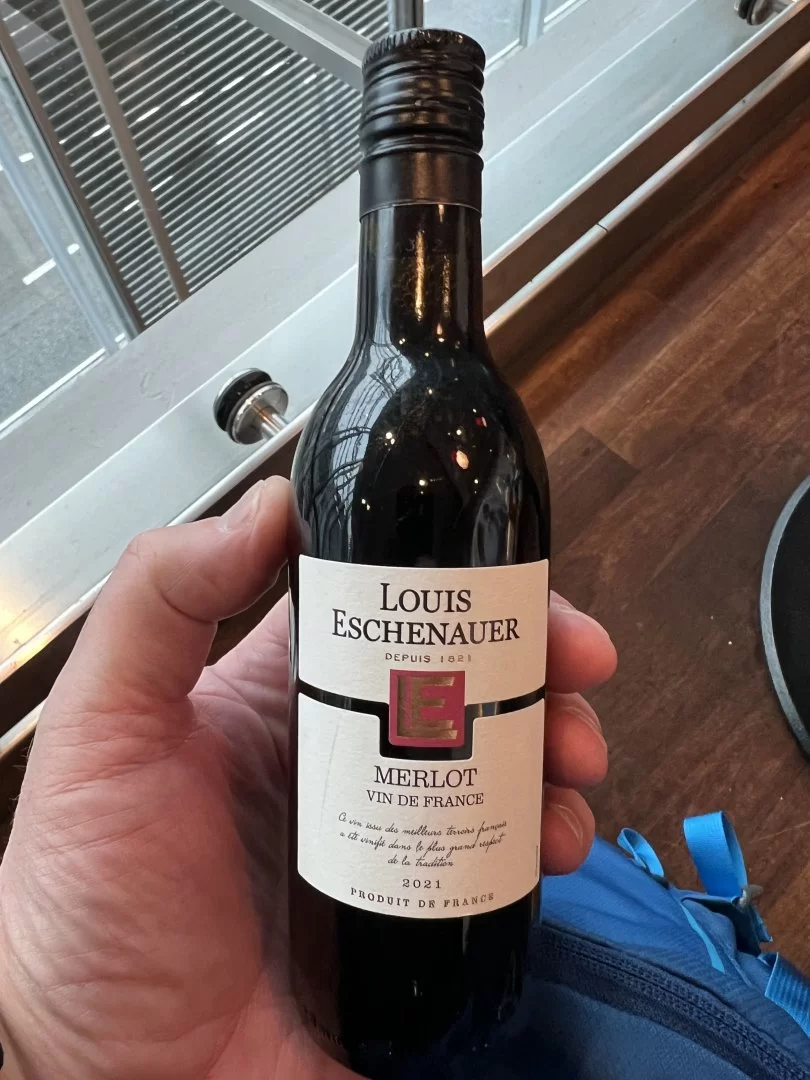 LOUIS
ESCHENAUER
DEPUIS 1821
LE
MERLOT
VIN DE FRANCE
Ce vin issu des meilleurs terroirs français
a été vinifié dans le plus grand respect
de la tradition
2021
PRODUIT DE FRANCE